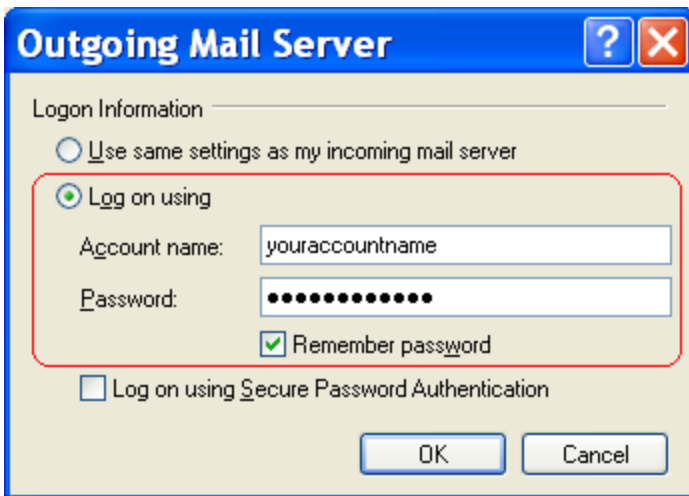 Outgoing Mail Server
Logon Information
Use same settings as my incoming mail server
Log on using
Account name: youraccountname
Password: ●●●●●●●●●●●●
Remember password
Log on using Secure Password Authentication
OK Cancel